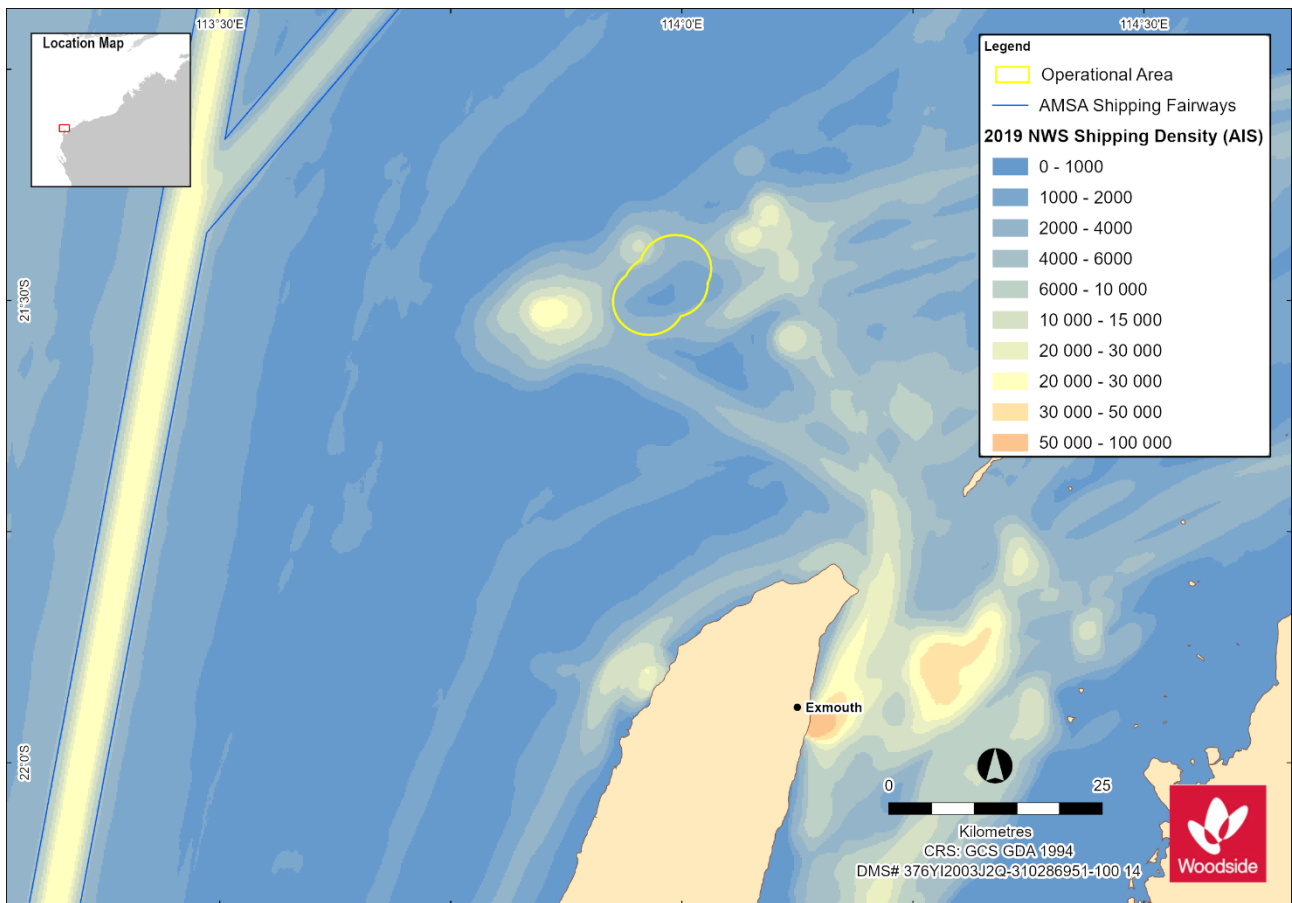 113°30'E
114°0'E
114°30'E
Location Map
Legend
Operational Area
AMSA Shipping Fairways
2019 NWS Shipping Density (AIS)
0 - 1000
1000 - 2000
2000 - 4000
4000 - 6000
6000 - 10 000
10 000 - 15 000
20 000 - 30 000
20 000 - 30 000
30 000 - 50 000
50 000 - 100 000
21°30'S
Exmouth
22°0'S
0 25
Kilometres
CRS: GCS GDA 1994
DMS# 376YI2003J2Q-310286951-100 14
Woodside